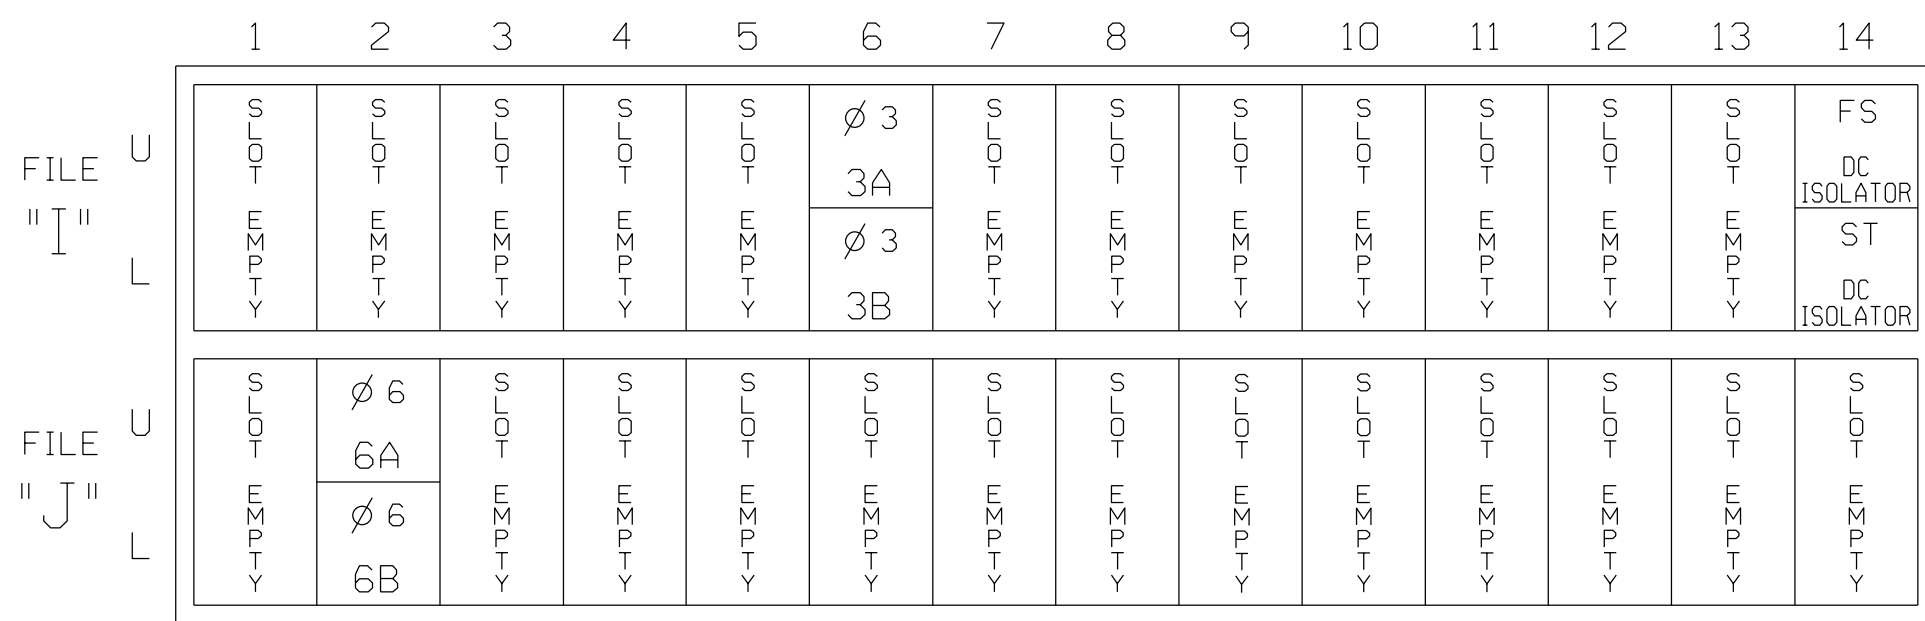 1 2 3 4 5 6 7 8 9 10 11 12 13 14
FILE "I"
U
L
SLOT EMPTY
SLOT EMPTY
SLOT EMPTY
SLOT EMPTY
SLOT EMPTY
Ø 3
3A
Ø 3
3B
SLOT EMPTY
SLOT EMPTY
SLOT EMPTY
SLOT EMPTY
SLOT EMPTY
SLOT EMPTY
SLOT EMPTY
FS
DC
ISOLATOR
ST
DC
ISOLATOR
FILE "J"
U
L
SLOT EMPTY
Ø 6
6A
Ø 6
6B
SLOT EMPTY
SLOT EMPTY
SLOT EMPTY
SLOT EMPTY
SLOT EMPTY
SLOT EMPTY
SLOT EMPTY
SLOT EMPTY
SLOT EMPTY
SLOT EMPTY
SLOT EMPTY
SLOT EMPTY